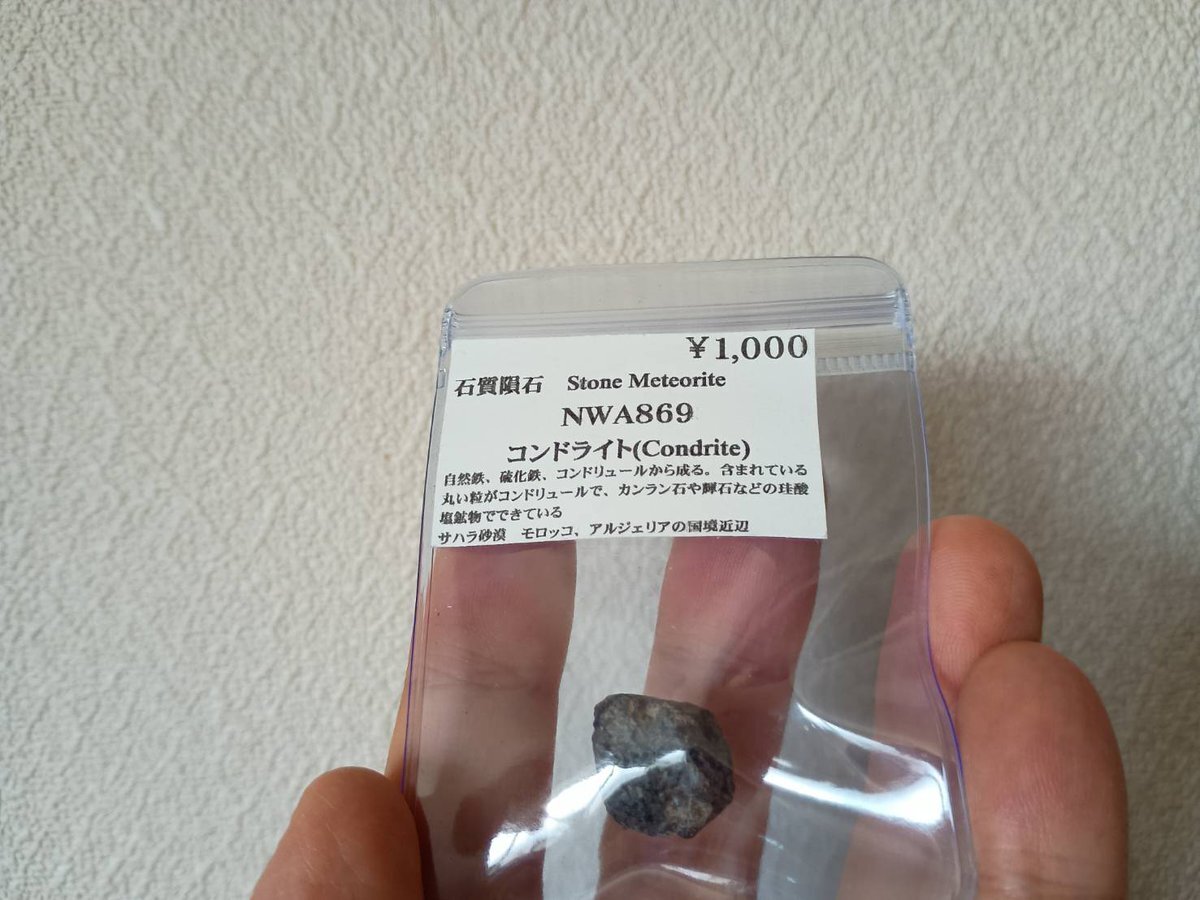 ￥1,000
石質隕石 Stone Meteorite
NWA869
コンドライト(Condrite)
自然鉄、硫化鉄、コンドリュールから成る。含まれている
丸い粒がコンドリュールで、カンラン石や輝石などの珪酸
塩鉱物でできている
サハラ砂漠 モロッコ、アルジェリアの国境近辺